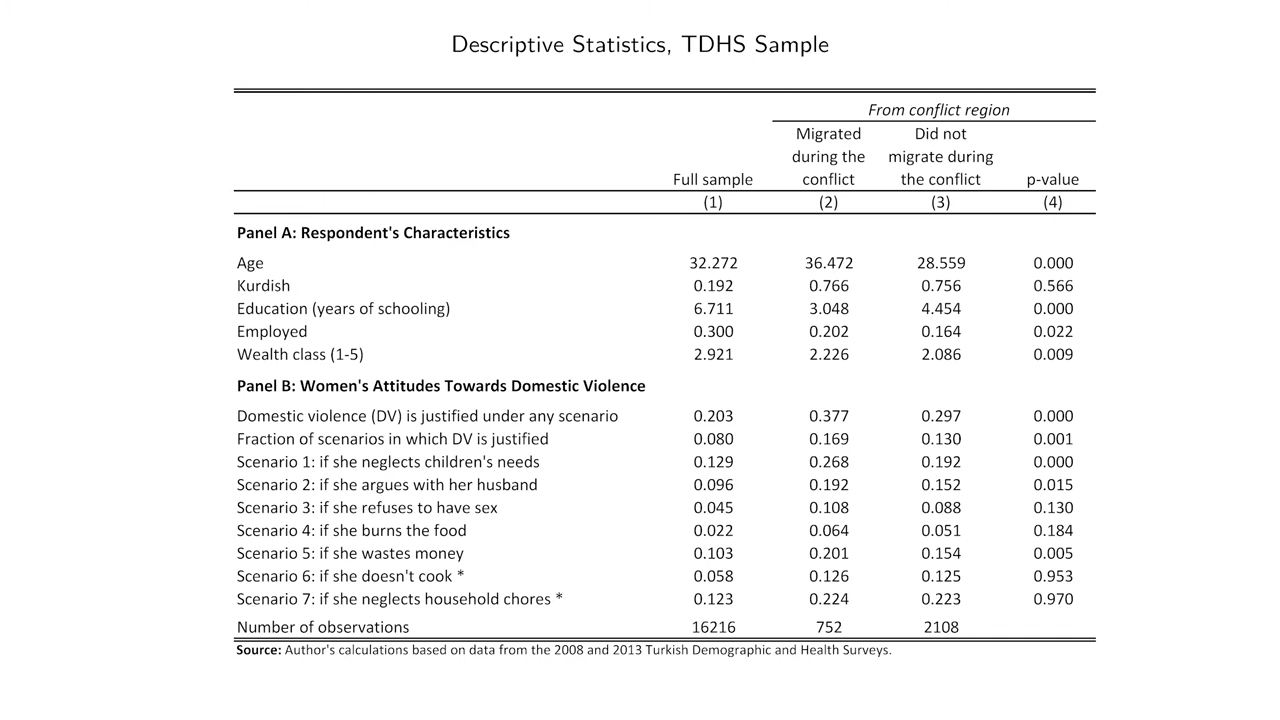 Descriptive Statistics, TDHS Sample
From conflict region
Migrated Did not
during the migrate during
Full sample conflict the conflict p-value
(1) (2) (3) (4)
Panel A: Respondent's Characteristics
Age 32.272 36.472 28.559 0.000
Kurdish 0.192 0.766 0.756 0.566
Education (years of schooling) 6.711 3.048 4.454 0.000
Employed 0.300 0.202 0.164 0.022
Wealth class (1-5) 2.921 2.226 2.086 0.009
Panel B: Women's Attitudes Towards Domestic Violence
Domestic violence (DV) is justified under any scenario 0.203 0.377 0.297 0.000
Fraction of scenarios in which DV is justified 0.080 0.169 0.130 0.001
Scenario 1: if she neglects children's needs 0.129 0.268 0.192 0.000
Scenario 2: if she argues with her husband 0.096 0.192 0.152 0.015
Scenario 3: if she refuses to have sex 0.045 0.108 0.088 0.130
Scenario 4: if she burns the food 0.022 0.064 0.051 0.184
Scenario 5: if she wastes money 0.103 0.201 0.154 0.005
Scenario 6: if she doesn't cook * 0.058 0.126 0.125 0.953
Scenario 7: if she neglects household chores * 0.123 0.224 0.223 0.970
Number of observations 16216 752 2108
Source: Author's calculations based on data from the 2008 and 2013 Turkish Demographic and Health Surveys.